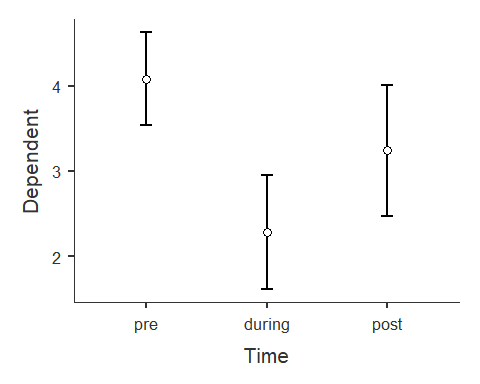 Dependent
4
3
2
pre during post
Time